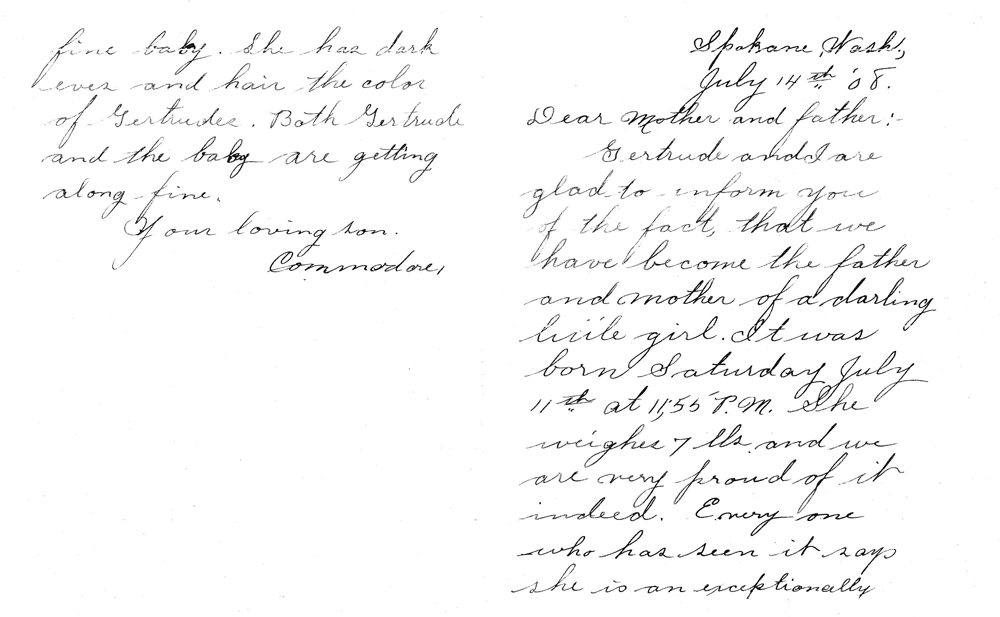 Spokane, Wash.,
July 14th '08.
Dear Mother and father:-
Gertrude and I are
glad to inform you
of the fact, that we
have become the father
and mother of a darling
little girl. It was
born Saturday July
11th at 11;55 P.M. She
weighes 7 lbs. and we
are very proud of it
indeed. Every one
who has seen it says
she is an exceptionally
fine baby. She has dark
eyes and hair the color
of Gertrudes. Both Gertrude
and the baby are getting
along fine.
Your loving son.
Commodore,